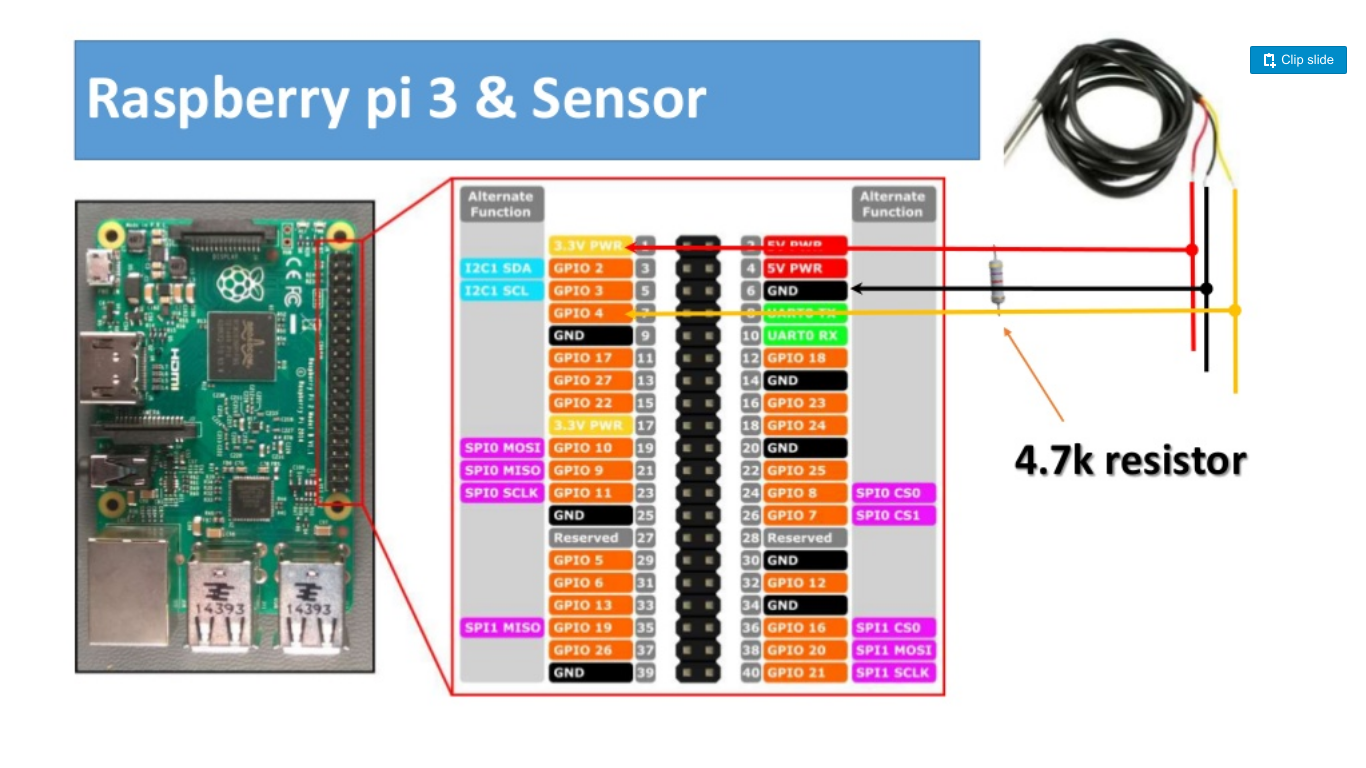 Raspberry pi 3 & Sensor
Clip slide
Alternate
Function
Alternate
Function
3.3V PWR 1 2 5V PWR
I2C1 SDA GPIO 2 3 4 5V PWR
I2C1 SCL GPIO 3 5 6 GND
GPIO 4 7 8 UART0 TX
GND 9 10 UART0 RX
GPIO 17 11 12 GPIO 18
GPIO 27 13 14 GND
GPIO 22 15 16 GPIO 23
3.3V PWR 17 18 GPIO 24
SPI0 MOSI GPIO 10 19 20 GND
SPI0 MISO GPIO 9 21 22 GPIO 25
SPI0 SCLK GPIO 11 23 24 GPIO 8 SPI0 CS0
GND 25 26 GPIO 7 SPI0 CS1
Reserved 27 28 Reserved
GPIO 5 29 30 GND
GPIO 6 31 32 GPIO 12
GPIO 13 33 34 GND
SPI1 MISO GPIO 19 35 36 GPIO 16 SPI1 CS0
GPIO 26 37 38 GPIO 20 SPI1 MOSI
GND 39 40 GPIO 21 SPI1 SCLK
4.7k resistor
HDMI
14393
14393